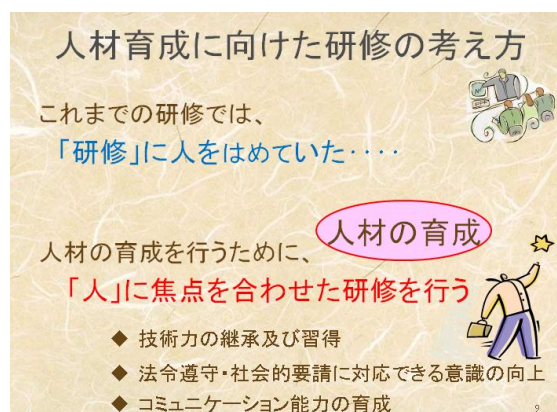 人材育成に向けた研修の考え方
これまでの研修では、
「研修」に人をはめていた････
人材の育成
人材の育成を行うために、
「人」に焦点を合わせた研修を行う
◆ 技術力の継承及び習得
◆ 法令遵守・社会的要請に対応できる意識の向上
◆ コミュニケーション能力の育成
9